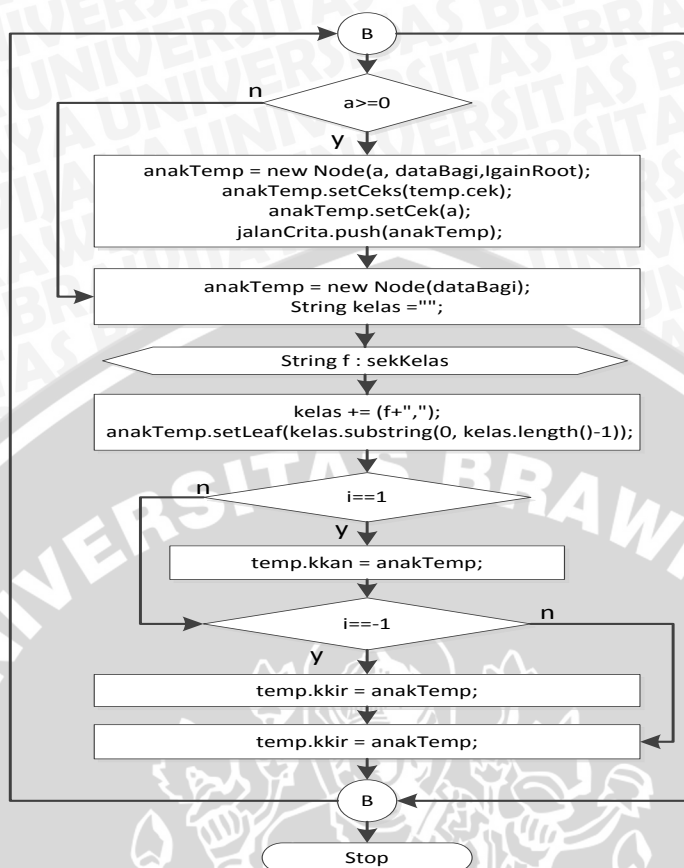 B
n
a>=0
y
anakTemp = new Node(a, dataBagi,IgainRoot);
anakTemp.setCeks(temp.cek);
anakTemp.setCek(a);
jalanCrita.push(anakTemp);
anakTemp = new Node(dataBagi);
String kelas ="";
String f : sekKelas
kelas += (f+",");
anakTemp.setLeaf(kelas.substring(0, kelas.length()-1));
n
i==1
y
temp.kkan = anakTemp;
i==-1
n
y
temp.kkir = anakTemp;
temp.kkir = anakTemp;
B
Stop
UNIVERSITAS BRAW